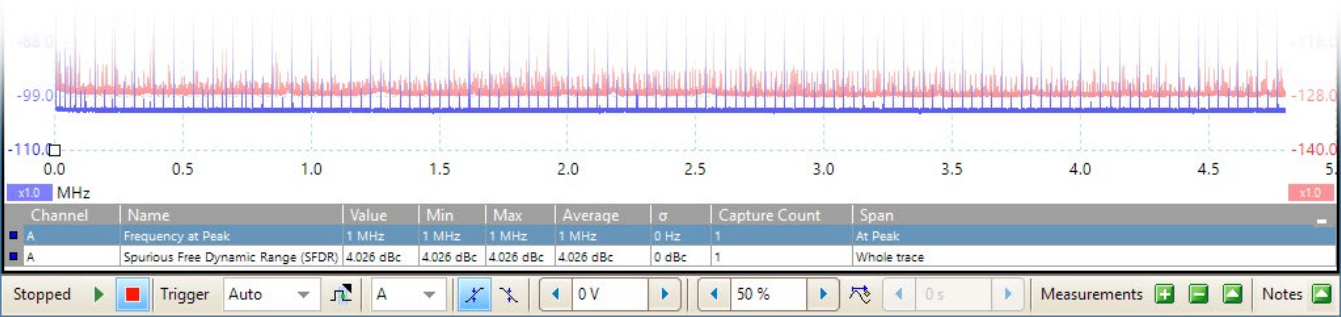 -88.0 -116.0
-99.0 -128.0
-110.0 -140.0
0.0 0.5 1.0 1.5 2.0 2.5 3.0 3.5 4.0 4.5 5.
x1.0 MHz x1.0
Channel Name Value Min Max Average σ Capture Count Span
A Frequency at Peak 1 MHz 1 MHz 1 MHz 1 MHz 0 Hz 1 At Peak
A Spurious Free Dynamic Range (SFDR) 4.026 dBc 4.026 dBc 4.026 dBc 4.026 dBc 0 dBc 1 Whole trace
Stopped Trigger Auto A 0 V 50 % 0 s Measurements Notes